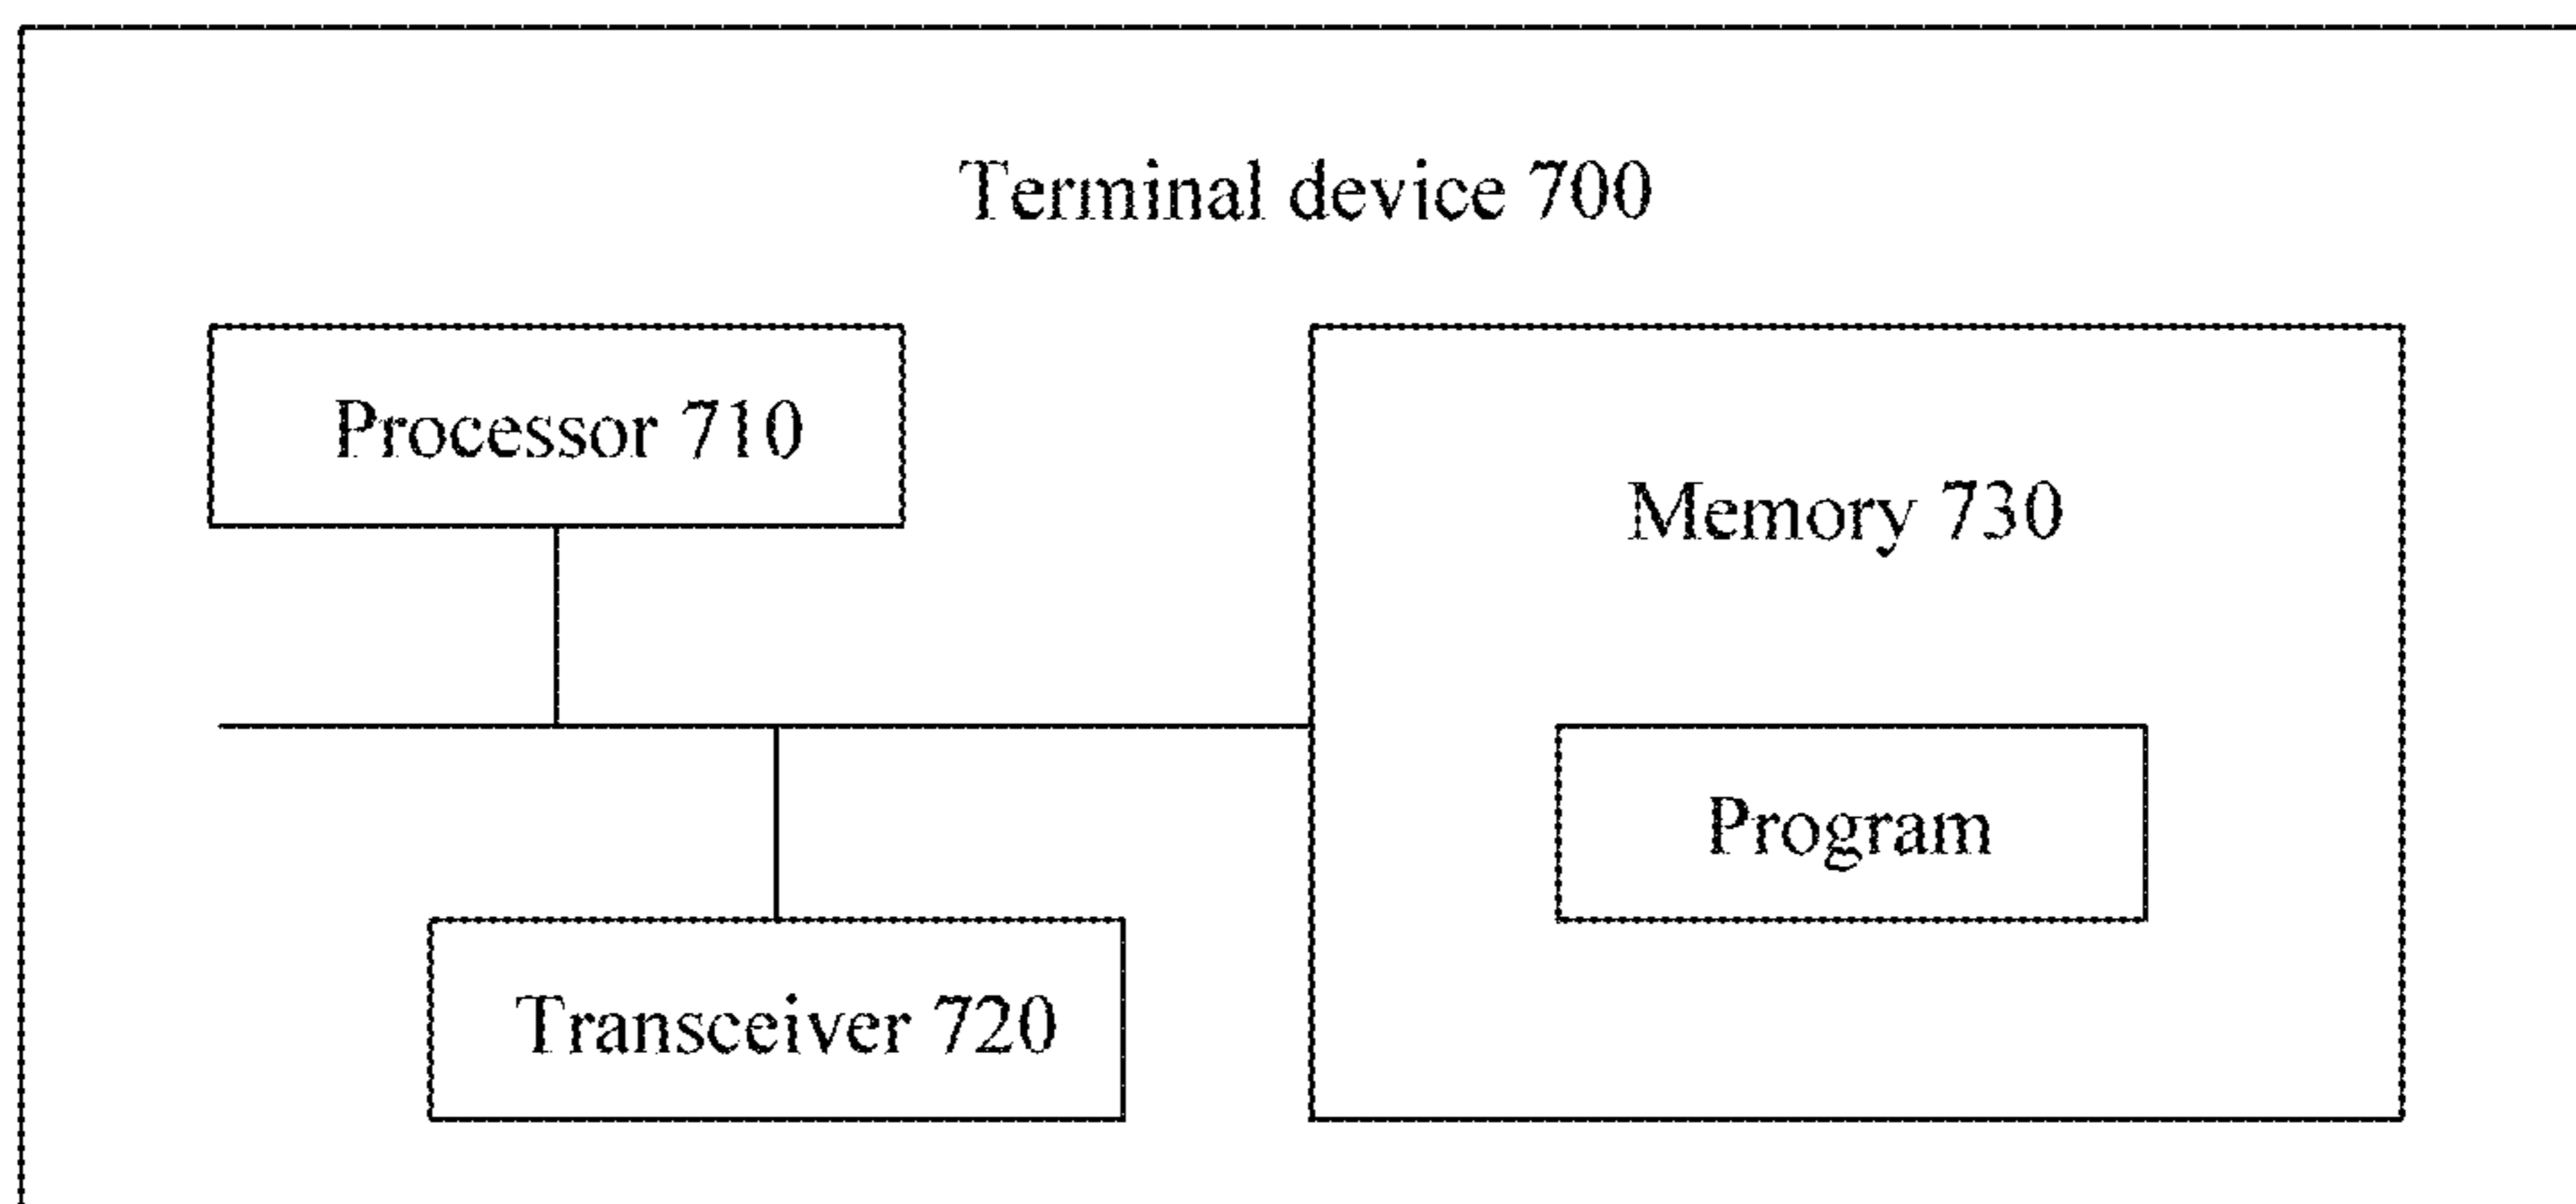 Terminal device 700
Processor 710
Memory 730
Program
Transceiver 720